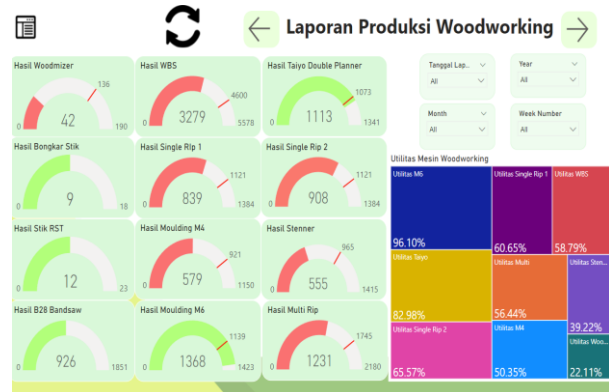 Laporan Produksi Woodworking
Hasil Woodmizer
136
42
0
190
Hasil WBS
4600
3279
0
5578
Hasil Taiyo Double Planner
1073
1113
0
1341
Tanggal Lap...
All
Year
All
Month
All
Week Number
All
Hasil Bongkar Stik
9
0
18
Hasil Single RIp 1
1121
839
0
1384
Hasil Single Rip 2
1121
908
0
1384
Hasil Stik RST
12
0
23
Hasil Moulding M4
921
579
0
1150
Hasil Stenner
965
555
0
1415
Hasil B28 Bandsaw
926
0
1851
Hasil Moulding M6
1139
1368
0
1423
Hasil Multi Rip
1745
1231
0
2180
Utilitas Mesin Woodworking
Utilitas M6
96.10%
Utilitas Single Rip 1
60.65%
Utilitas WBS
58.79%
Utilitas Taiyo
82.98%
Utilitas Multi
56.44%
Utilitas Sten...
39.22%
Utilitas Single Rip 2
65.57%
Utilitas M4
50.35%
Utilitas Woo...
22.11%